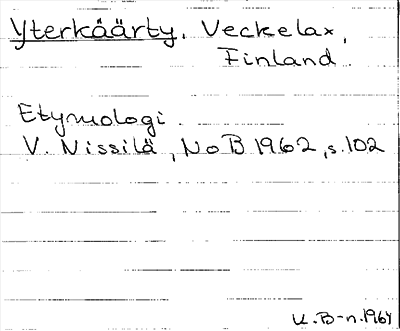 Yterkäärty, Veckelax,
Finland.
Etymologi.
V. Nissilä, NoB 1962, s.102
K.B-n.1964